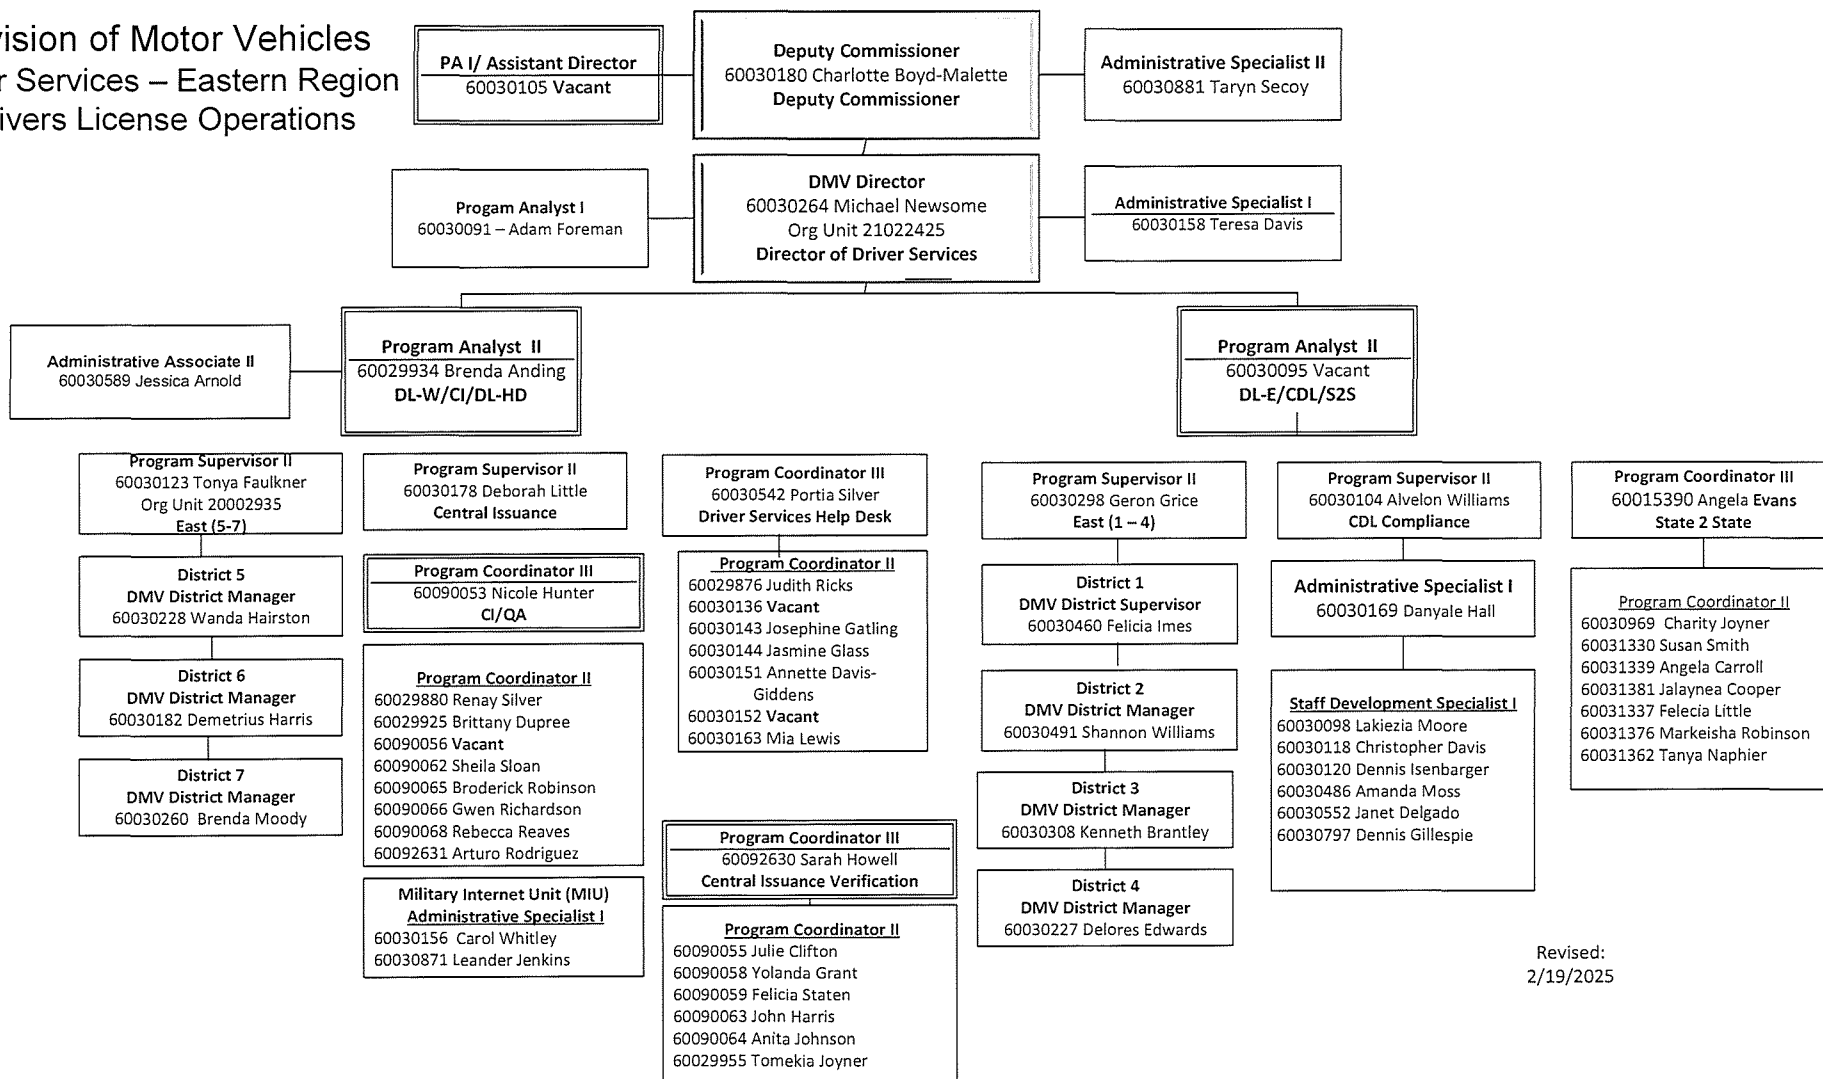 ision of Motor Vehicles
r Services – Eastern Region
ivers License Operations
PA I/ Assistant Director
60030105 Vacant
Deputy Commissioner
60030180 Charlotte Boyd-Malette
Deputy Commissioner
Administrative Specialist II
60030881 Taryn Secoy
Progam Analyst I
60030091 – Adam Foreman
DMV Director
60030264 Michael Newsome
Org Unit 21022425
Director of Driver Services
Administrative Specialist I
60030158 Teresa Davis
Administrative Associate II
60030589 Jessica Arnold
Program Analyst II
60029934 Brenda Anding
DL-W/CI/DL-HD
Program Analyst II
60030095 Vacant
DL-E/CDL/S2S
Program Supervisor II
60030123 Tonya Faulkner
Org Unit 20002935
East (5-7)
District 5
DMV District Manager
60030228 Wanda Hairston
District 6
DMV District Manager
60030182 Demetrius Harris
District 7
DMV District Manager
60030260 Brenda Moody
Program Supervisor II
60030178 Deborah Little
Central Issuance
Program Coordinator III
60090053 Nicole Hunter
CI/QA
Program Coordinator II
60029880 Renay Silver
60029925 Brittany Dupree
60090056 Vacant
60090062 Sheila Sloan
60090065 Broderick Robinson
60090066 Gwen Richardson
60090068 Rebecca Reaves
60092631 Arturo Rodriguez
Military Internet Unit (MIU)
Administrative Specialist I
60030156 Carol Whitley
60030871 Leander Jenkins
Program Coordinator III
60030542 Portia Silver
Driver Services Help Desk
Program Coordinator II
60029876 Judith Ricks
60030136 Vacant
60030143 Josephine Gatling
60030144 Jasmine Glass
60030151 Annette Davis-
Giddens
60030152 Vacant
60030163 Mia Lewis
Program Coordinator III
60092630 Sarah Howell
Central Issuance Verification
Program Coordinator II
60090055 Julie Clifton
60090058 Yolanda Grant
60090059 Felicia Staten
60090063 John Harris
60090064 Anita Johnson
60029955 Tomekia Joyner
Program Supervisor II
60030298 Geron Grice
East (1 – 4)
District 1
DMV District Supervisor
60030460 Felicia Imes
District 2
DMV District Manager
60030491 Shannon Williams
District 3
DMV District Manager
60030308 Kenneth Brantley
District 4
DMV District Manager
60030227 Delores Edwards
Program Supervisor II
60030104 Alvelon Williams
CDL Compliance
Administrative Specialist I
60030169 Danyale Hall
Staff Development Specialist I
60030098 Lakiezia Moore
60030118 Christopher Davis
60030120 Dennis Isenbarger
60030486 Amanda Moss
60030552 Janet Delgado
60030797 Dennis Gillespie
Program Coordinator III
60015390 Angela Evans
State 2 State
Program Coordinator II
60030969 Charity Joyner
60031330 Susan Smith
60031339 Angela Carroll
60031381 Jalaynea Cooper
60031337 Felecia Little
60031376 Markeisha Robinson
60031362 Tanya Naphier
Revised:
2/19/2025